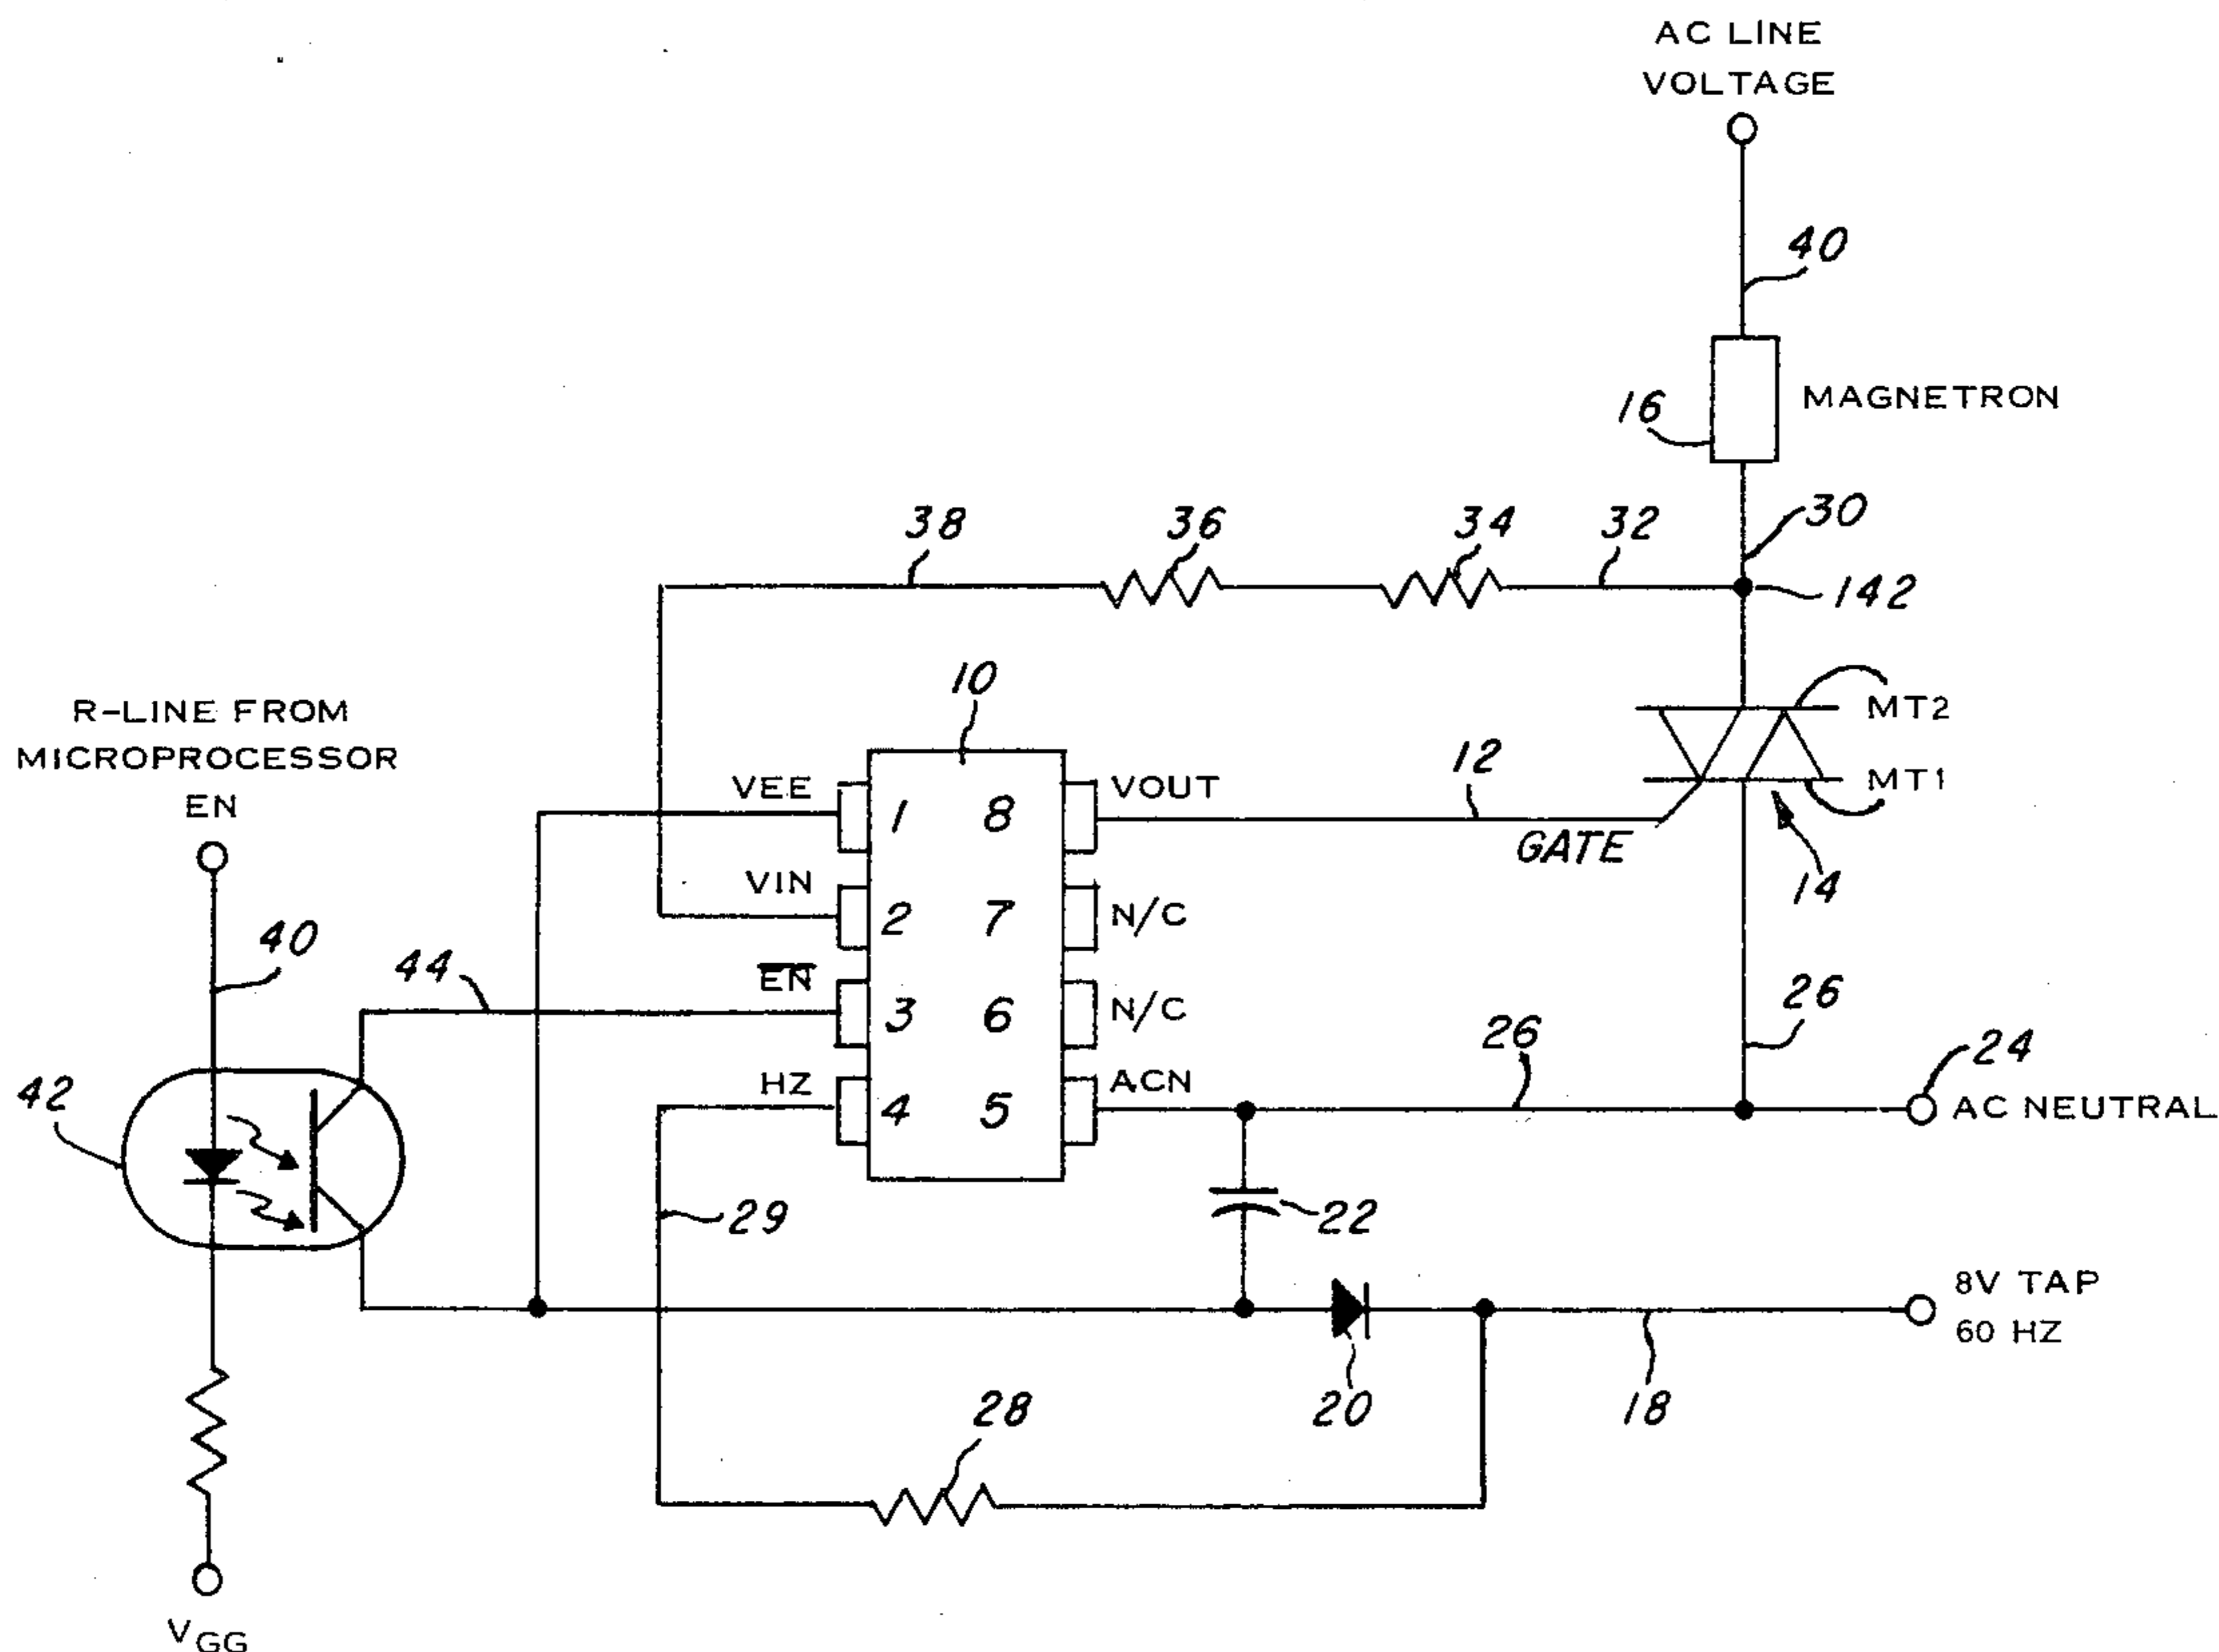 AC LINE
VOLTAGE
40
16
MAGNETRON
38
36
34
32
30
142
10
R-LINE FROM
MICROPROCESSOR
EN
MT2
MT1
12
GATE
14
VEE
1
8
VOUT
VIN
2
7
N/C
40
44
EN
3
6
N/C
26
26
24
42
HZ
4
5
ACN
AC NEUTRAL
29
22
8V TAP
60 HZ
20
18
28
VGG